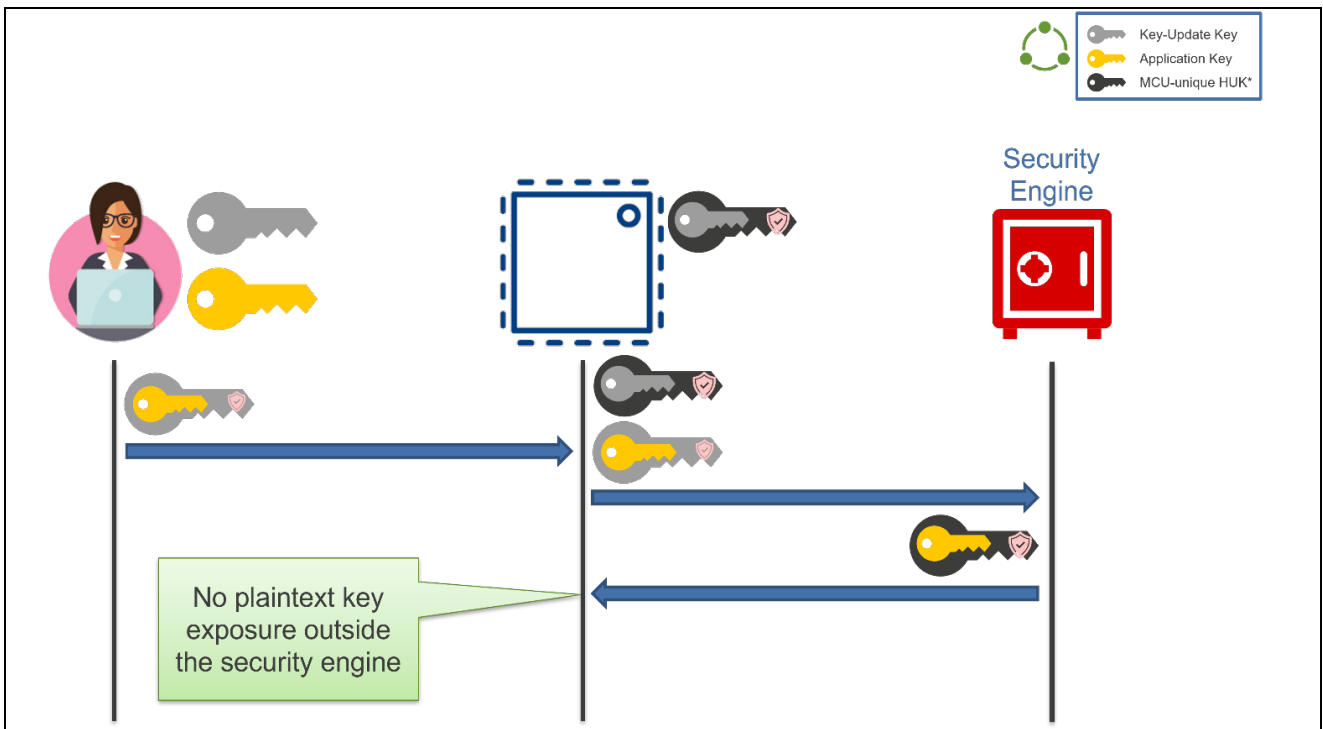 Key-Update Key
Application Key
MCU-unique HUK*
Security
Engine
No plaintext key
exposure outside
the security engine